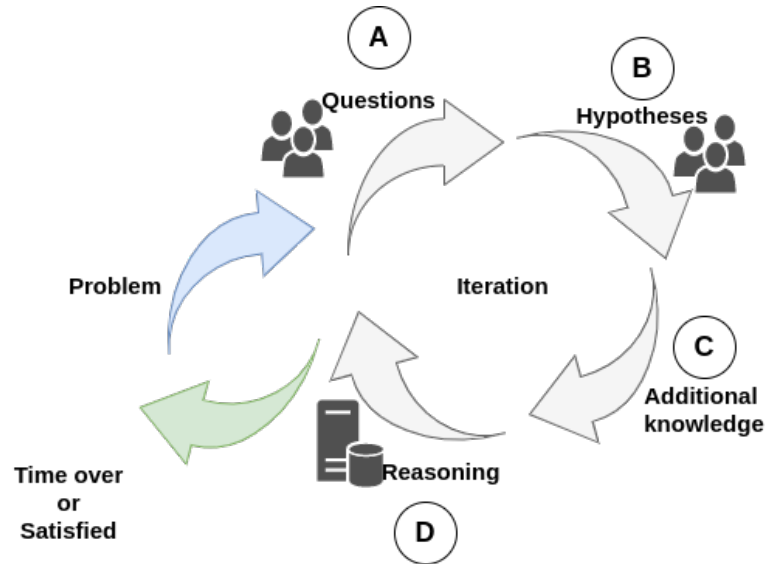 A
Questions
B
Hypotheses
Problem
Iteration
C
Additional
knowledge
Reasoning
D
Time over
or
Satisfied